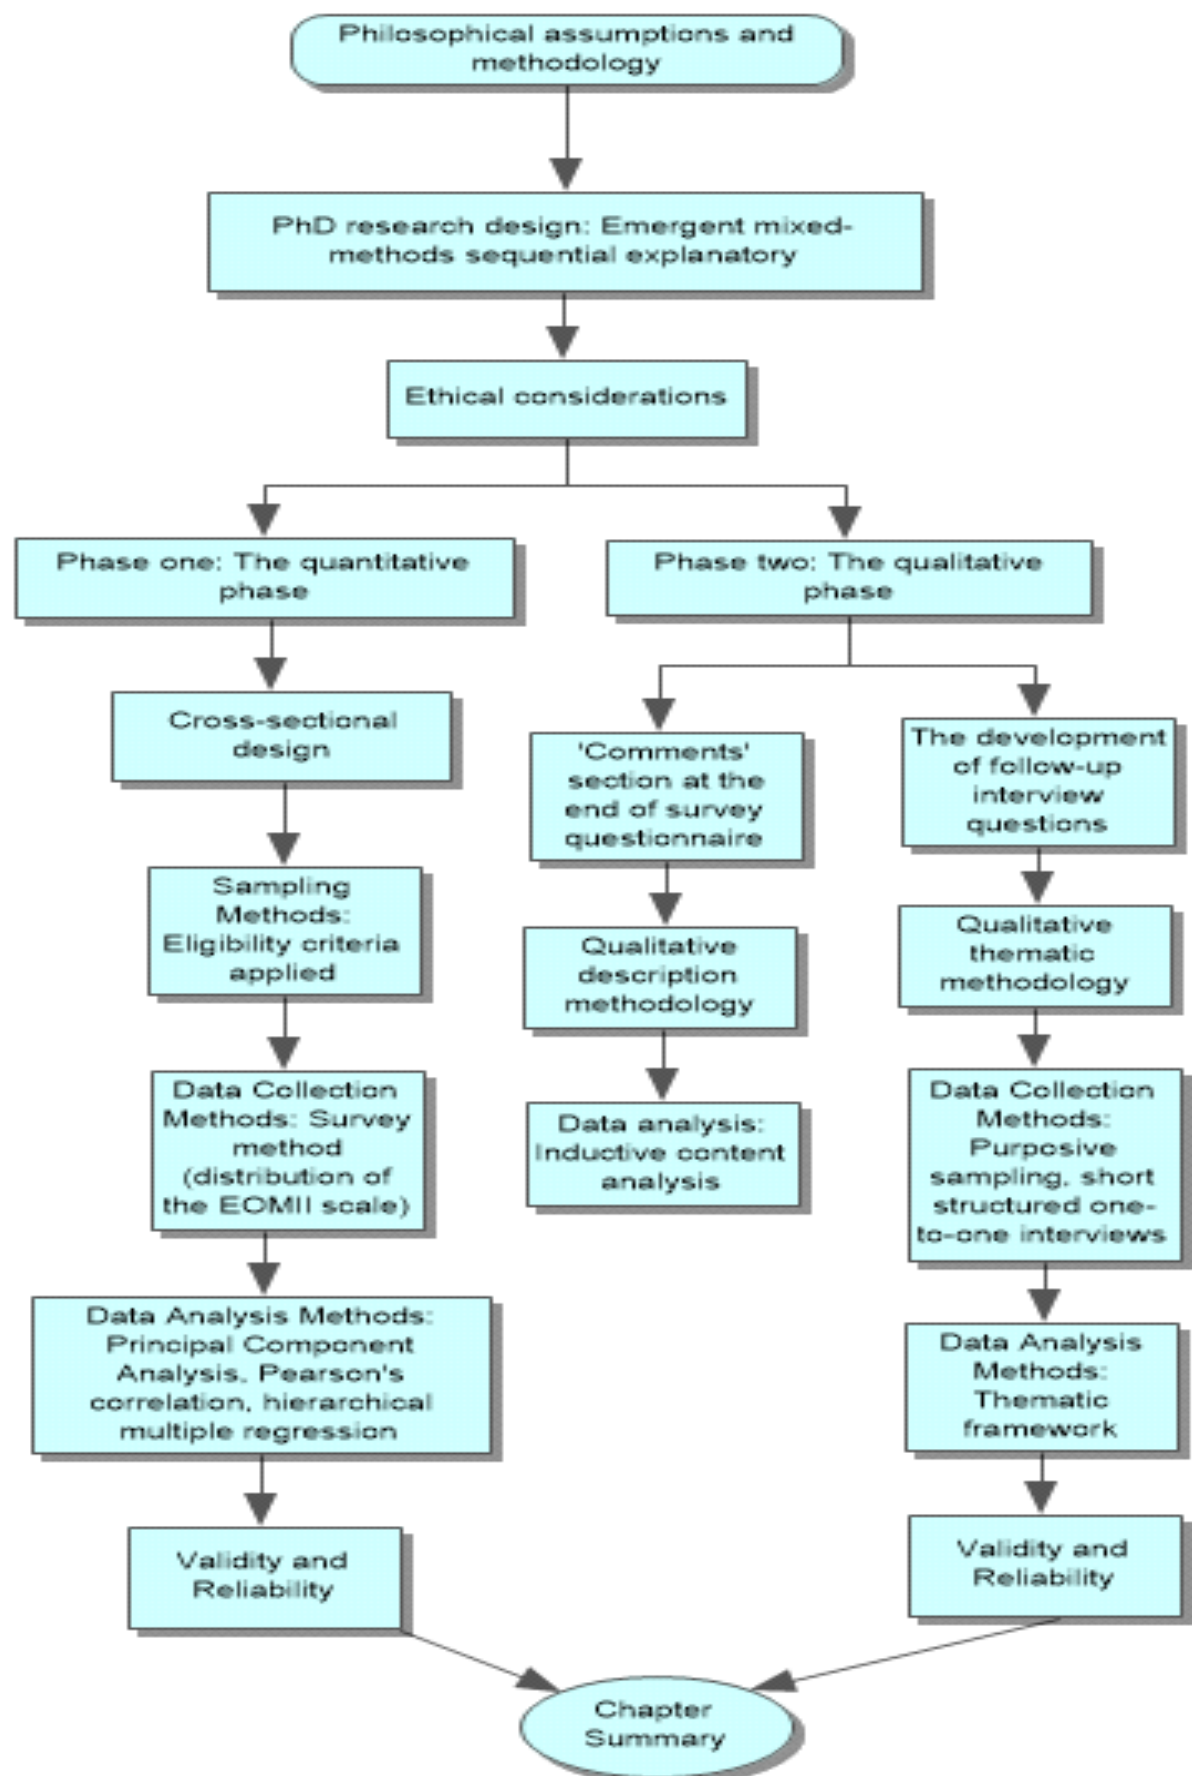 Philosophical assumptions and
methodology
PhD research design: Emergent mixed-
methods sequential explanatory
Ethical considerations
Phase one: The quantitative
phase
Phase two: The qualitative
phase
Cross-sectional
design
Sampling
Methods:
Eligibility criteria
applied
Data Collection
Methods: Survey
method
(distribution of
the EOMII scale)
Data Analysis Methods:
Principal Component
Analysis, Pearson's
correlation, hierarchical
multiple regression
Validity and
Reliability
'Comments'
section at the
end of survey
questionnaire
Qualitative
description
methodology
Data analysis:
Inductive content
analysis
The development
of follow-up
interview
questions
Qualitative
thematic
methodology
Data Collection
Methods:
Purposive
sampling, short
structured one-
to-one interviews
Data Analysis
Methods:
Thematic
framework
Validity and
Reliability
Chapter
Summary